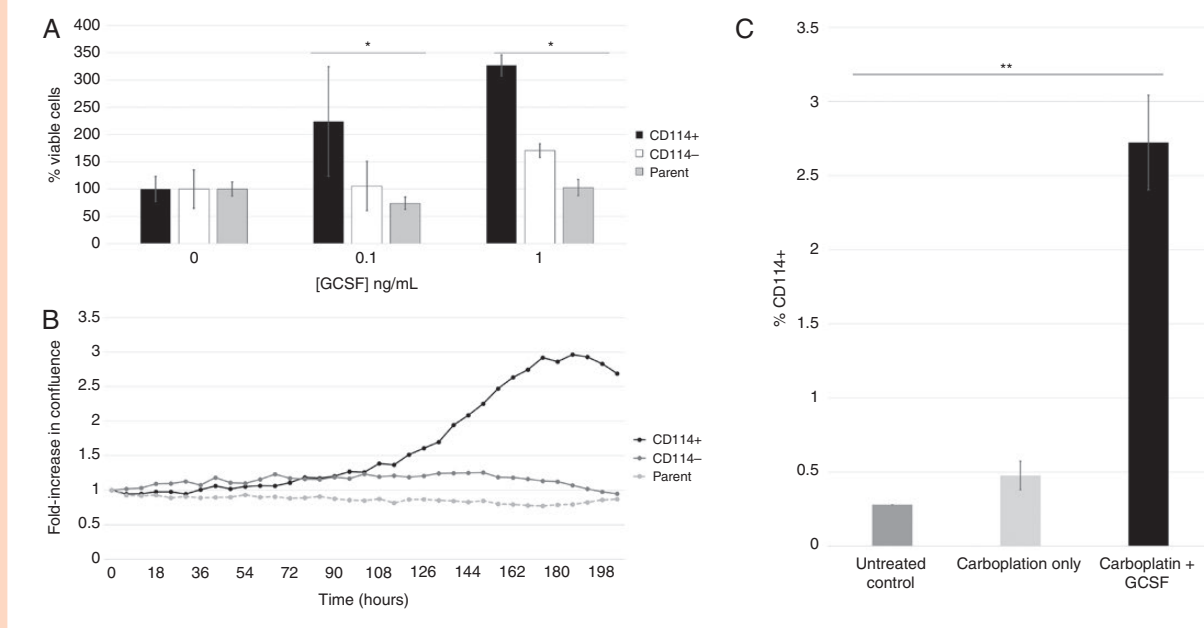 A
400
350
300
250
200
150
100
50
0
% viable cells
*
*
0
0.1
1
[GCSF] ng/mL
CD114+
CD114–
Parent
B
3.5
3
2.5
2
1.5
1
0.5
0
Fold-increase in confluence
0 18 36 54 72 90 108 126 144 162 180 198
Time (hours)
CD114+
CD114–
Parent
C
3.5
3
2.5
2
1.5
1
0.5
0
% CD114+
**
Untreated
control
Carboplation only
Carboplatin +
GCSF